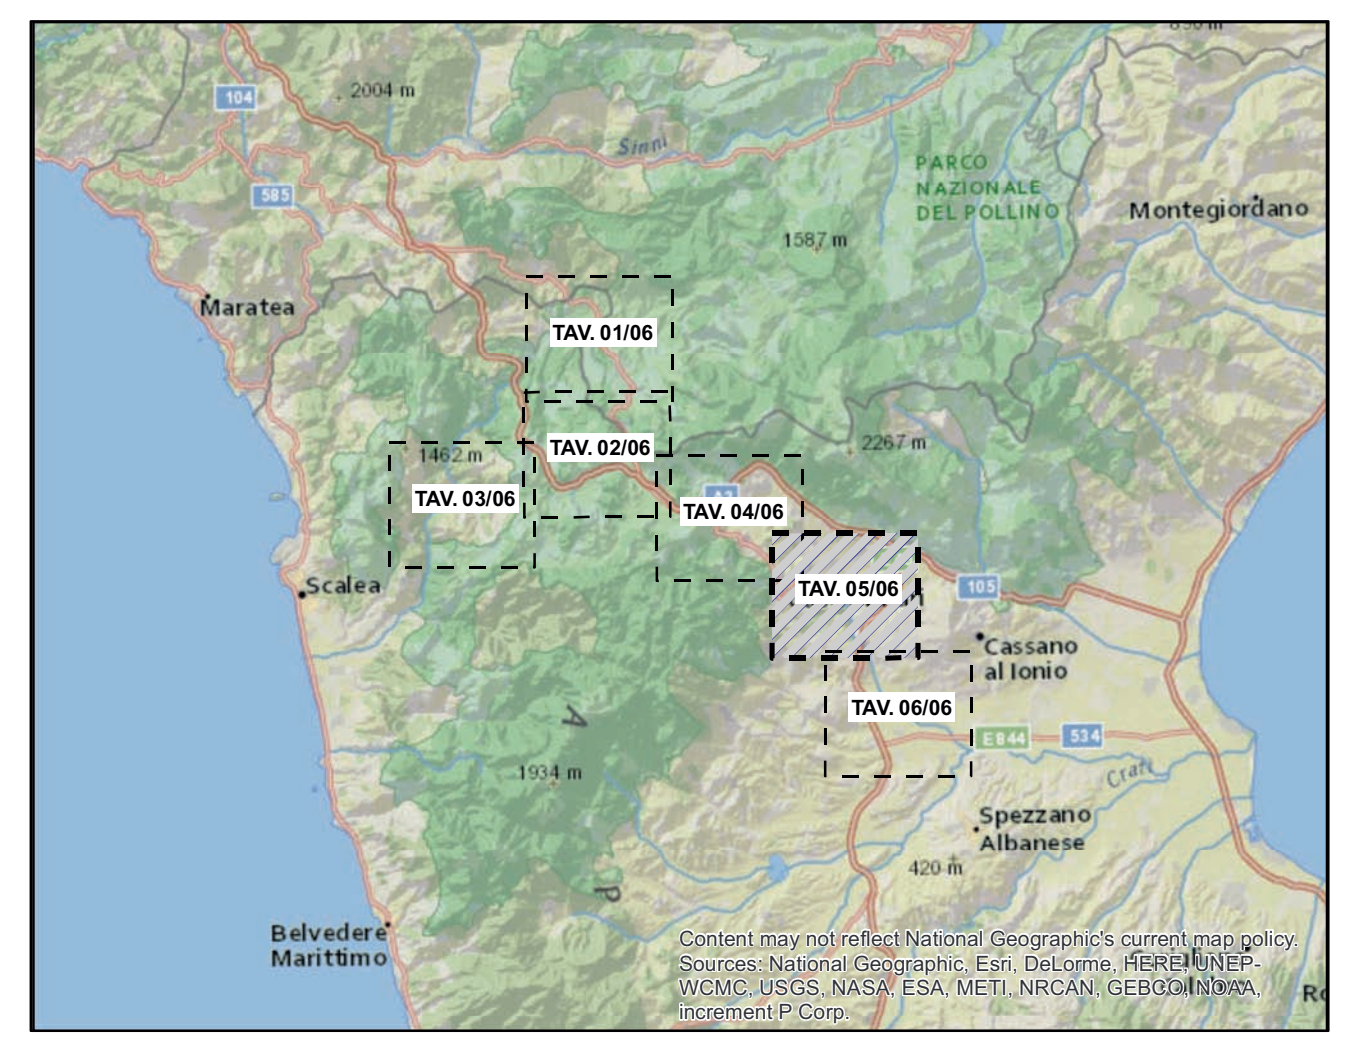 104
2004 m
Sinni
PARCO
NAZIONALE
DEL POLLINO
585
Montegiordano
1587 m
Maratea
TAV. 01/06
TAV. 02/06
2267 m
1462 m
TAV. 03/06
TAV. 04/06
Scalea
TAV. 05/06
105
Cassano
al Ionio
TAV. 06/06
A
E844
534
Crati
1934 m
Spezzano
Albanese
420 m
P
Belvedere
Marittimo
Content may not reflect National Geographic's current map policy.
Sources: National Geographic, Esri, DeLorme, HERE, UNEP-
WCMC, USGS, NASA, ESA, METI, NRCAN, GEBCO, NOAA,
increment P Corp.